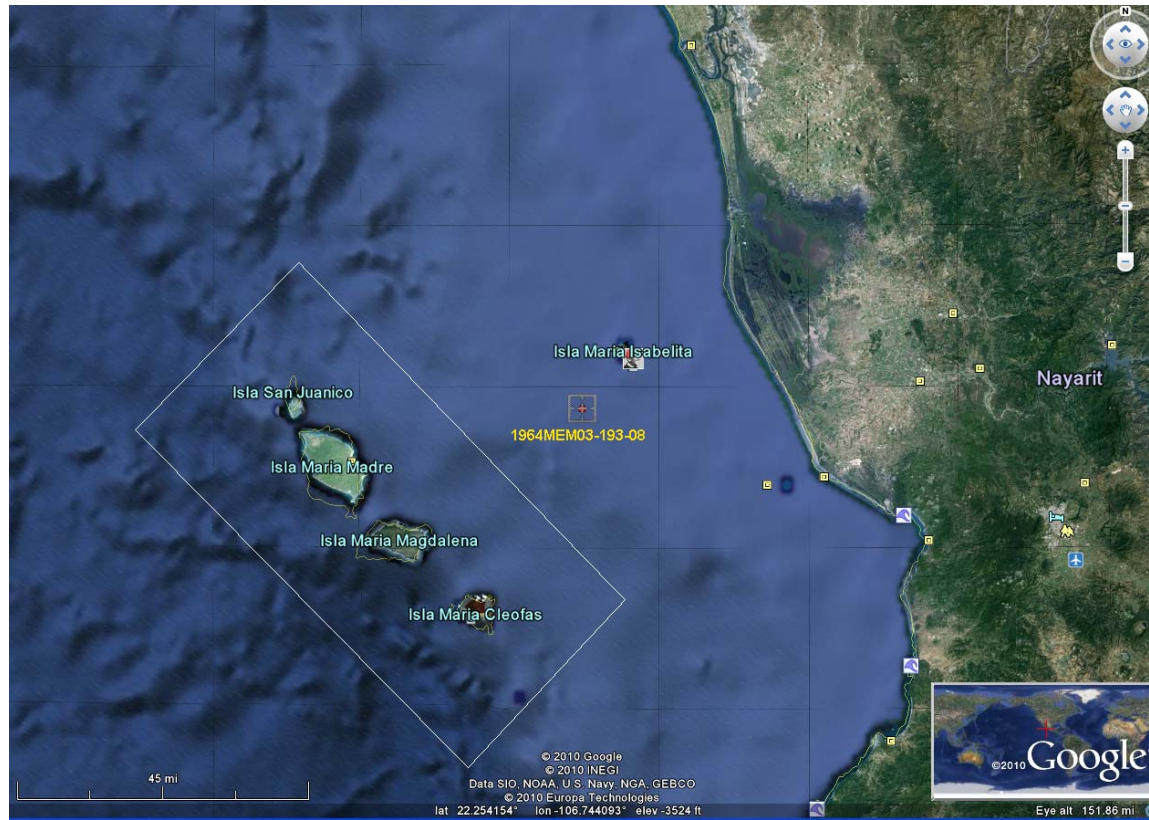 N
Isla Maria Isabelita
Isla San Juanico
Nayarit
1964MEM03-193-08
Isla Maria Madre
Isla Maria Magdalena
Isla Maria Cleofas
45 mi
© 2010 Google
© 2010 INEGI
Data SIO, NOAA, U.S. Navy, NGA, GEBCO
© 2010 Europa Technologies
©2010 Google
lat 22.254154° lon -106.744093° elev -3524 ft
Eye alt 151.86 mi